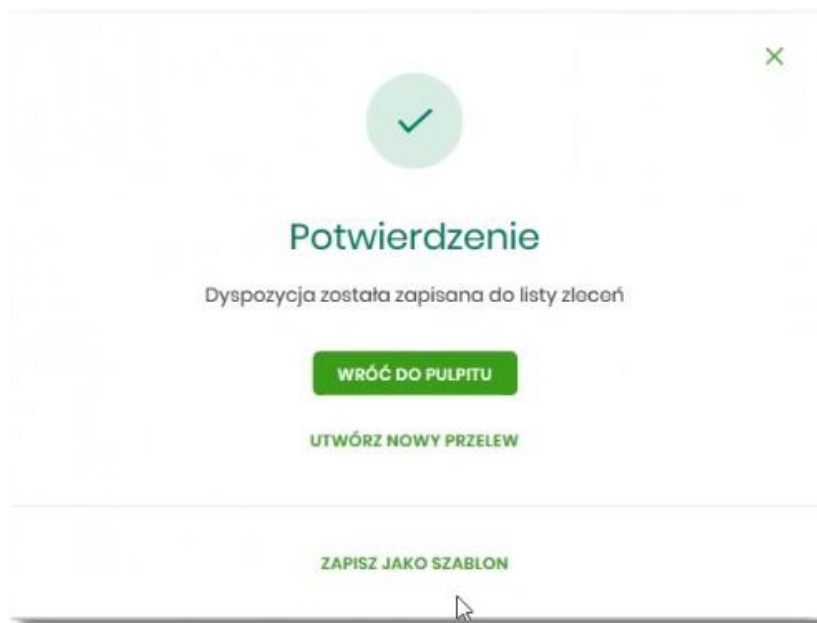 Potwierdzenie
Dyspozycja została zapisana do listy zleceń
WRÓĆ DO PULPITU
UTWÓRZ NOWY PRZELEW
ZAPISZ JAKO SZABLON